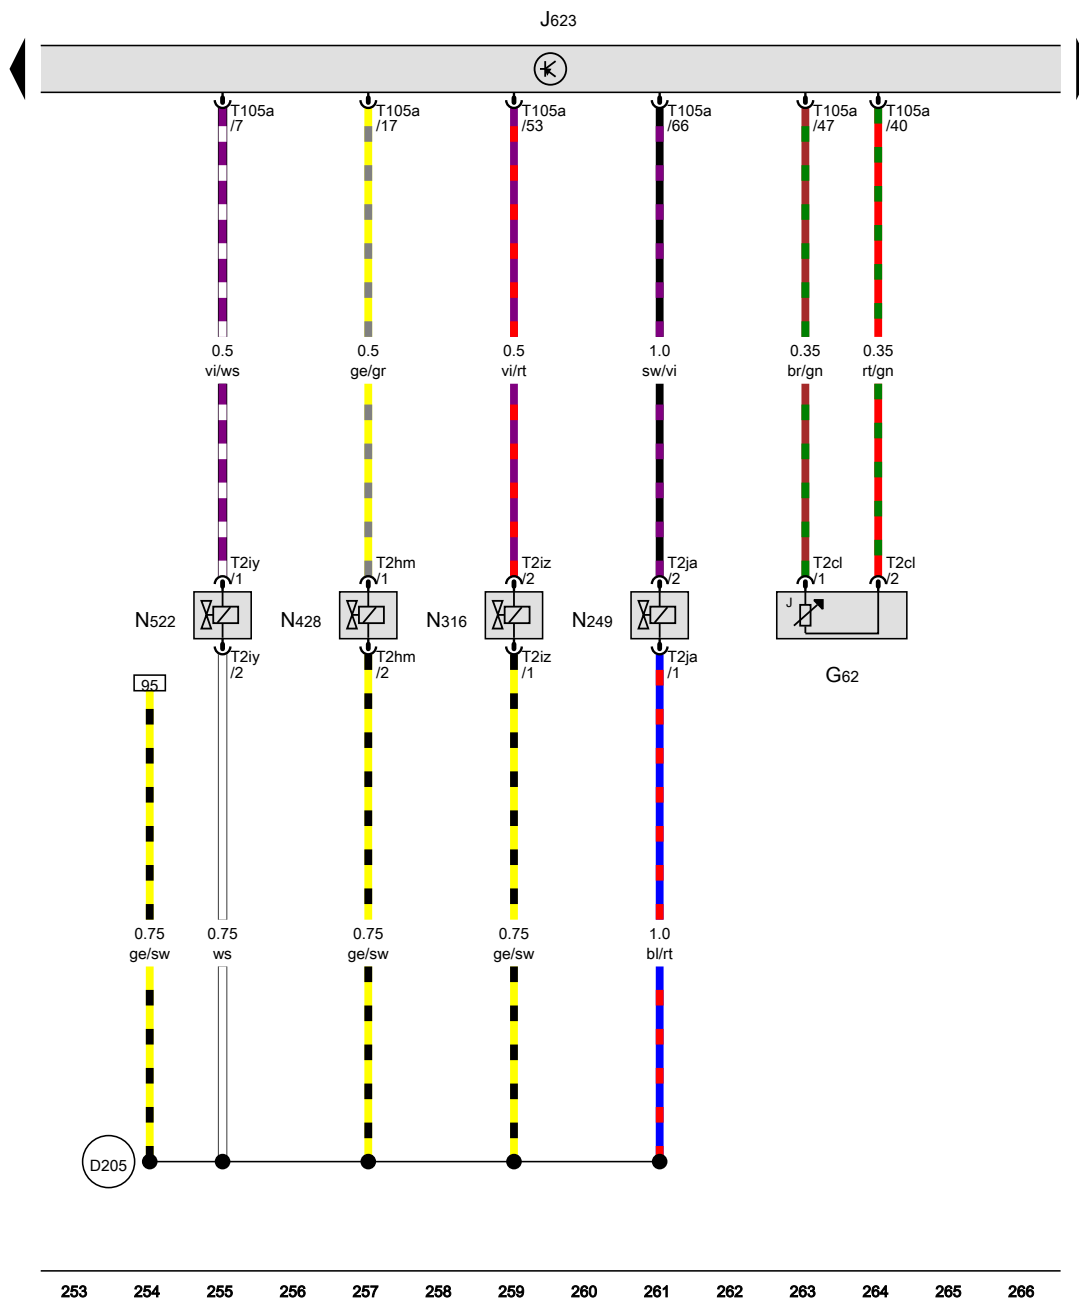 J623
T105a T105a T105a T105a T105a T105a
/7 /17 /53 /66 /47 /40
0.5 0.5 0.5 1.0 0.35 0.35
vi/ws ge/gr vi/rt sw/vi br/gn rt/gn
T2iy T2hm T2iz T2ja T2cl T2cl
/1 /1 /2 /2 /1 /2
J
N522 N428 N316 N249
T2iy T2hm T2iz T2ja
/2 /2 /1 /1
G62
95
0.75 0.75 0.75 0.75 1.0
ge/sw ws ge/sw ge/sw bl/rt
D205
253 254 255 256 257 258 259 260 261 262 263 264 265 266